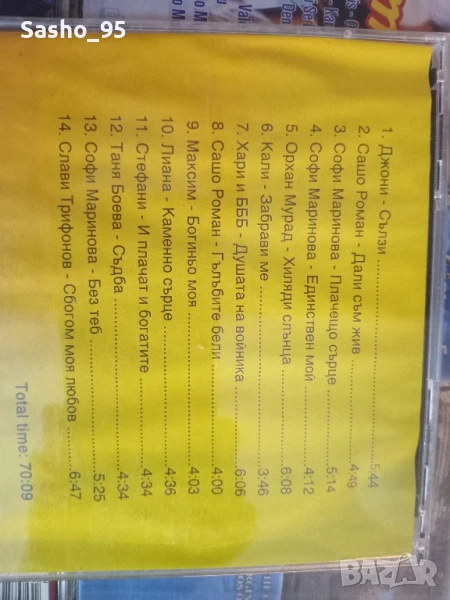 Sasho_95
1. Джони - Сълзи 5:44
2. Сашо Роман - Дали съм жив 4:49
3. Софи Маринова - Плачещо сърце 5:14
4. Софи Маринова - Единствен мой 4:12
5. Орхан Мурад - Хиляди слънца 6:08
6. Кали - Забрави ме 3:46
7. Хари и БББ - Душата на войника 6:06
8. Сашо Роман - Гълъбите бели 4:00
9. Максим - Богиньо моя 4:03
10. Лиана - Каменно сърце 4:36
11. Стефани - И плачат и богатите 4:34
12. Таня Боева - Съдба 4:34
13. Софи Маринова - Без теб 5:25
14. Слави Трифонов - Сбогом моя любов 6:47
Total time: 70:09
bazar